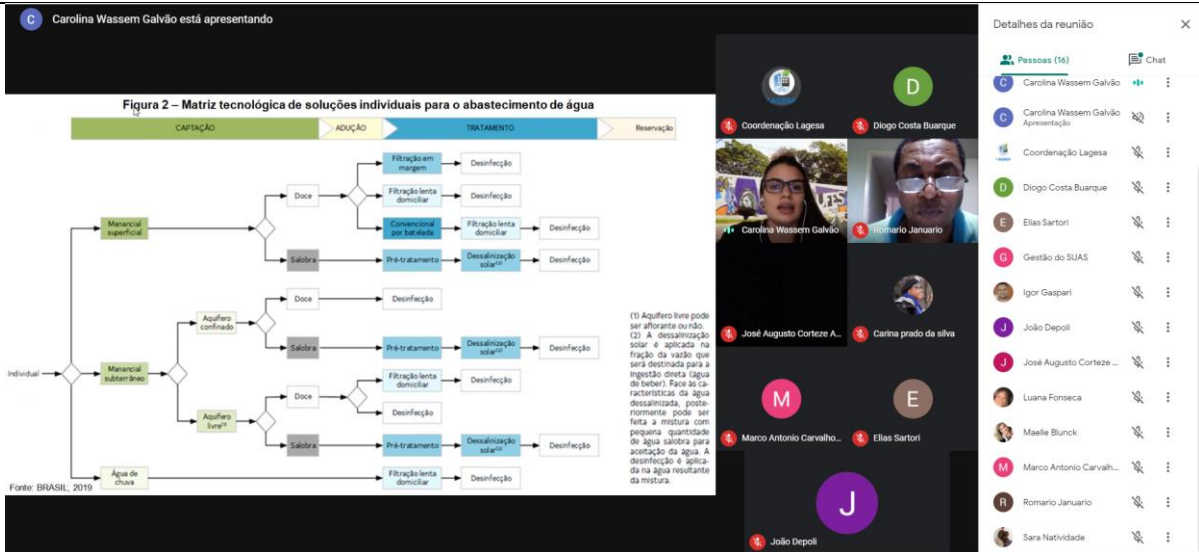 C
Carolina Wassem Galvão está apresentando
Figura 2 – Matriz tecnológica de soluções individuais para o abastecimento de água
CAPTAÇÃO
ADUÇÃO
TRATAMENTO
Reservação
Filtração em margem
Desinfecção
Doce
Filtração lenta domiciliar
Desinfecção
Manancial superficial
Convencional por batelada
Filtração lenta domiciliar
Desinfecção
Salobra
Pré-tratamento
Dessalinização solar(2)
Desinfecção
Doce
Desinfecção
Aquífero confinado
Salobra
Pré-tratamento
Dessalinização solar(2)
Desinfecção
Individual
Manancial subterrâneo
Filtração lenta domiciliar
Desinfecção
Doce
Desinfecção
Aquífero livre(1)
Salobra
Pré-tratamento
Dessalinização solar(2)
Desinfecção
Água de chuva
Filtração lenta domiciliar
Desinfecção
Fonte: BRASIL, 2019
(1) Aquífero livre pode
ser aflorante ou não.
(2) A dessalinização
solar é aplicada na
fração da vazão que
será destinada para a
ingestão direta (água
de beber). Face às ca-
racterísticas da água
dessalinizada, poste-
riormente pode ser
feita a mistura com
pequena quantidade
de água salobra para
aceitação da água. A
desinfecção é aplica-
da na água resultante
da mistura.
LAGESA
Coordenação Lagesa
D
Diogo Costa Buarque
Carolina Wassem Galvão
Romario Januario
José Augusto Corteze A...
Carina prado da silva
M
Marco Antonio Carvalho...
E
Elias Sartori
J
João Depoli
Detalhes da reunião
Pessoas (16)
Chat
C
Carolina Wassem Galvão
C
Carolina Wassem Galvão
Apresentação
Coordenação Lagesa
D
Diogo Costa Buarque
E
Elias Sartori
G
Gestão do SUAS
Igor Gaspari
J
João Depoli
J
José Augusto Corteze ...
Luana Fonseca
Maelle Blunck
M
Marco Antonio Carvalh...
R
Romario Januario
Sara Natividade